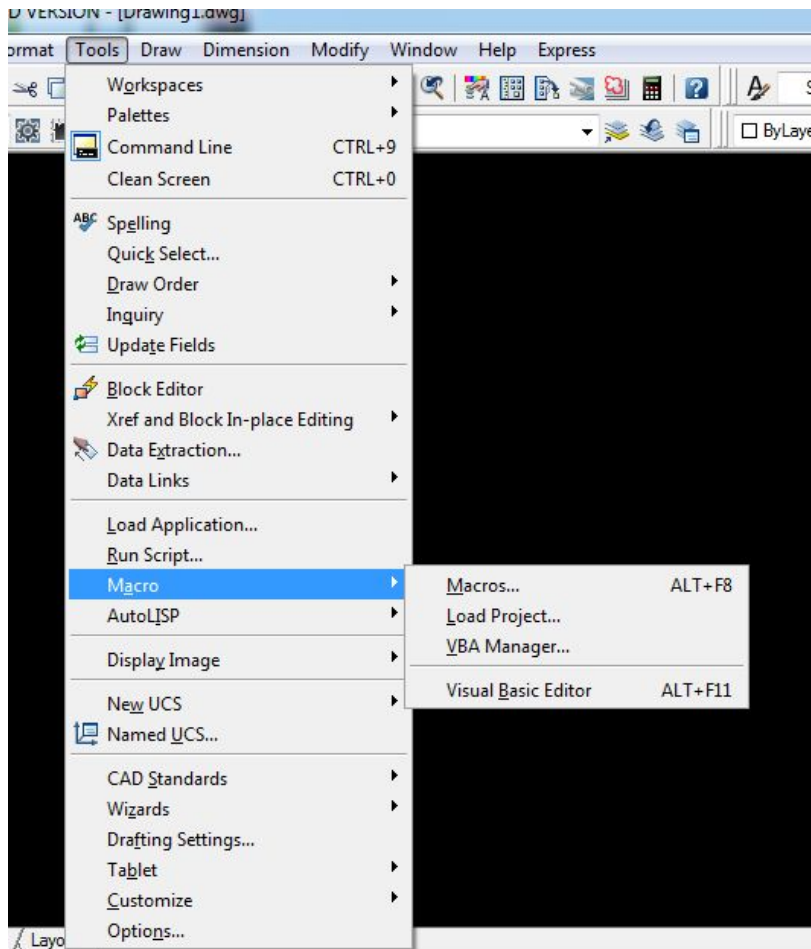 D VERSION - [Drawing1.dwg]
ormat Tools Draw Dimension Modify Window Help Express
Workspaces
Palettes
ByLaye
Command Line CTRL+9
Clean Screen CTRL+0
ABC Spelling
Quick Select...
Draw Order
Inquiry
Update Fields
Block Editor
Xref and Block In-place Editing
Data Extraction...
Data Links
Load Application...
Run Script...
Macro
Macros... ALT+F8
AutoLISP
Load Project...
VBA Manager...
Display Image
Visual Basic Editor ALT+F11
New UCS
Named UCS...
CAD Standards
Wizards
Drafting Settings...
Tablet
Customize
Options...
Layo